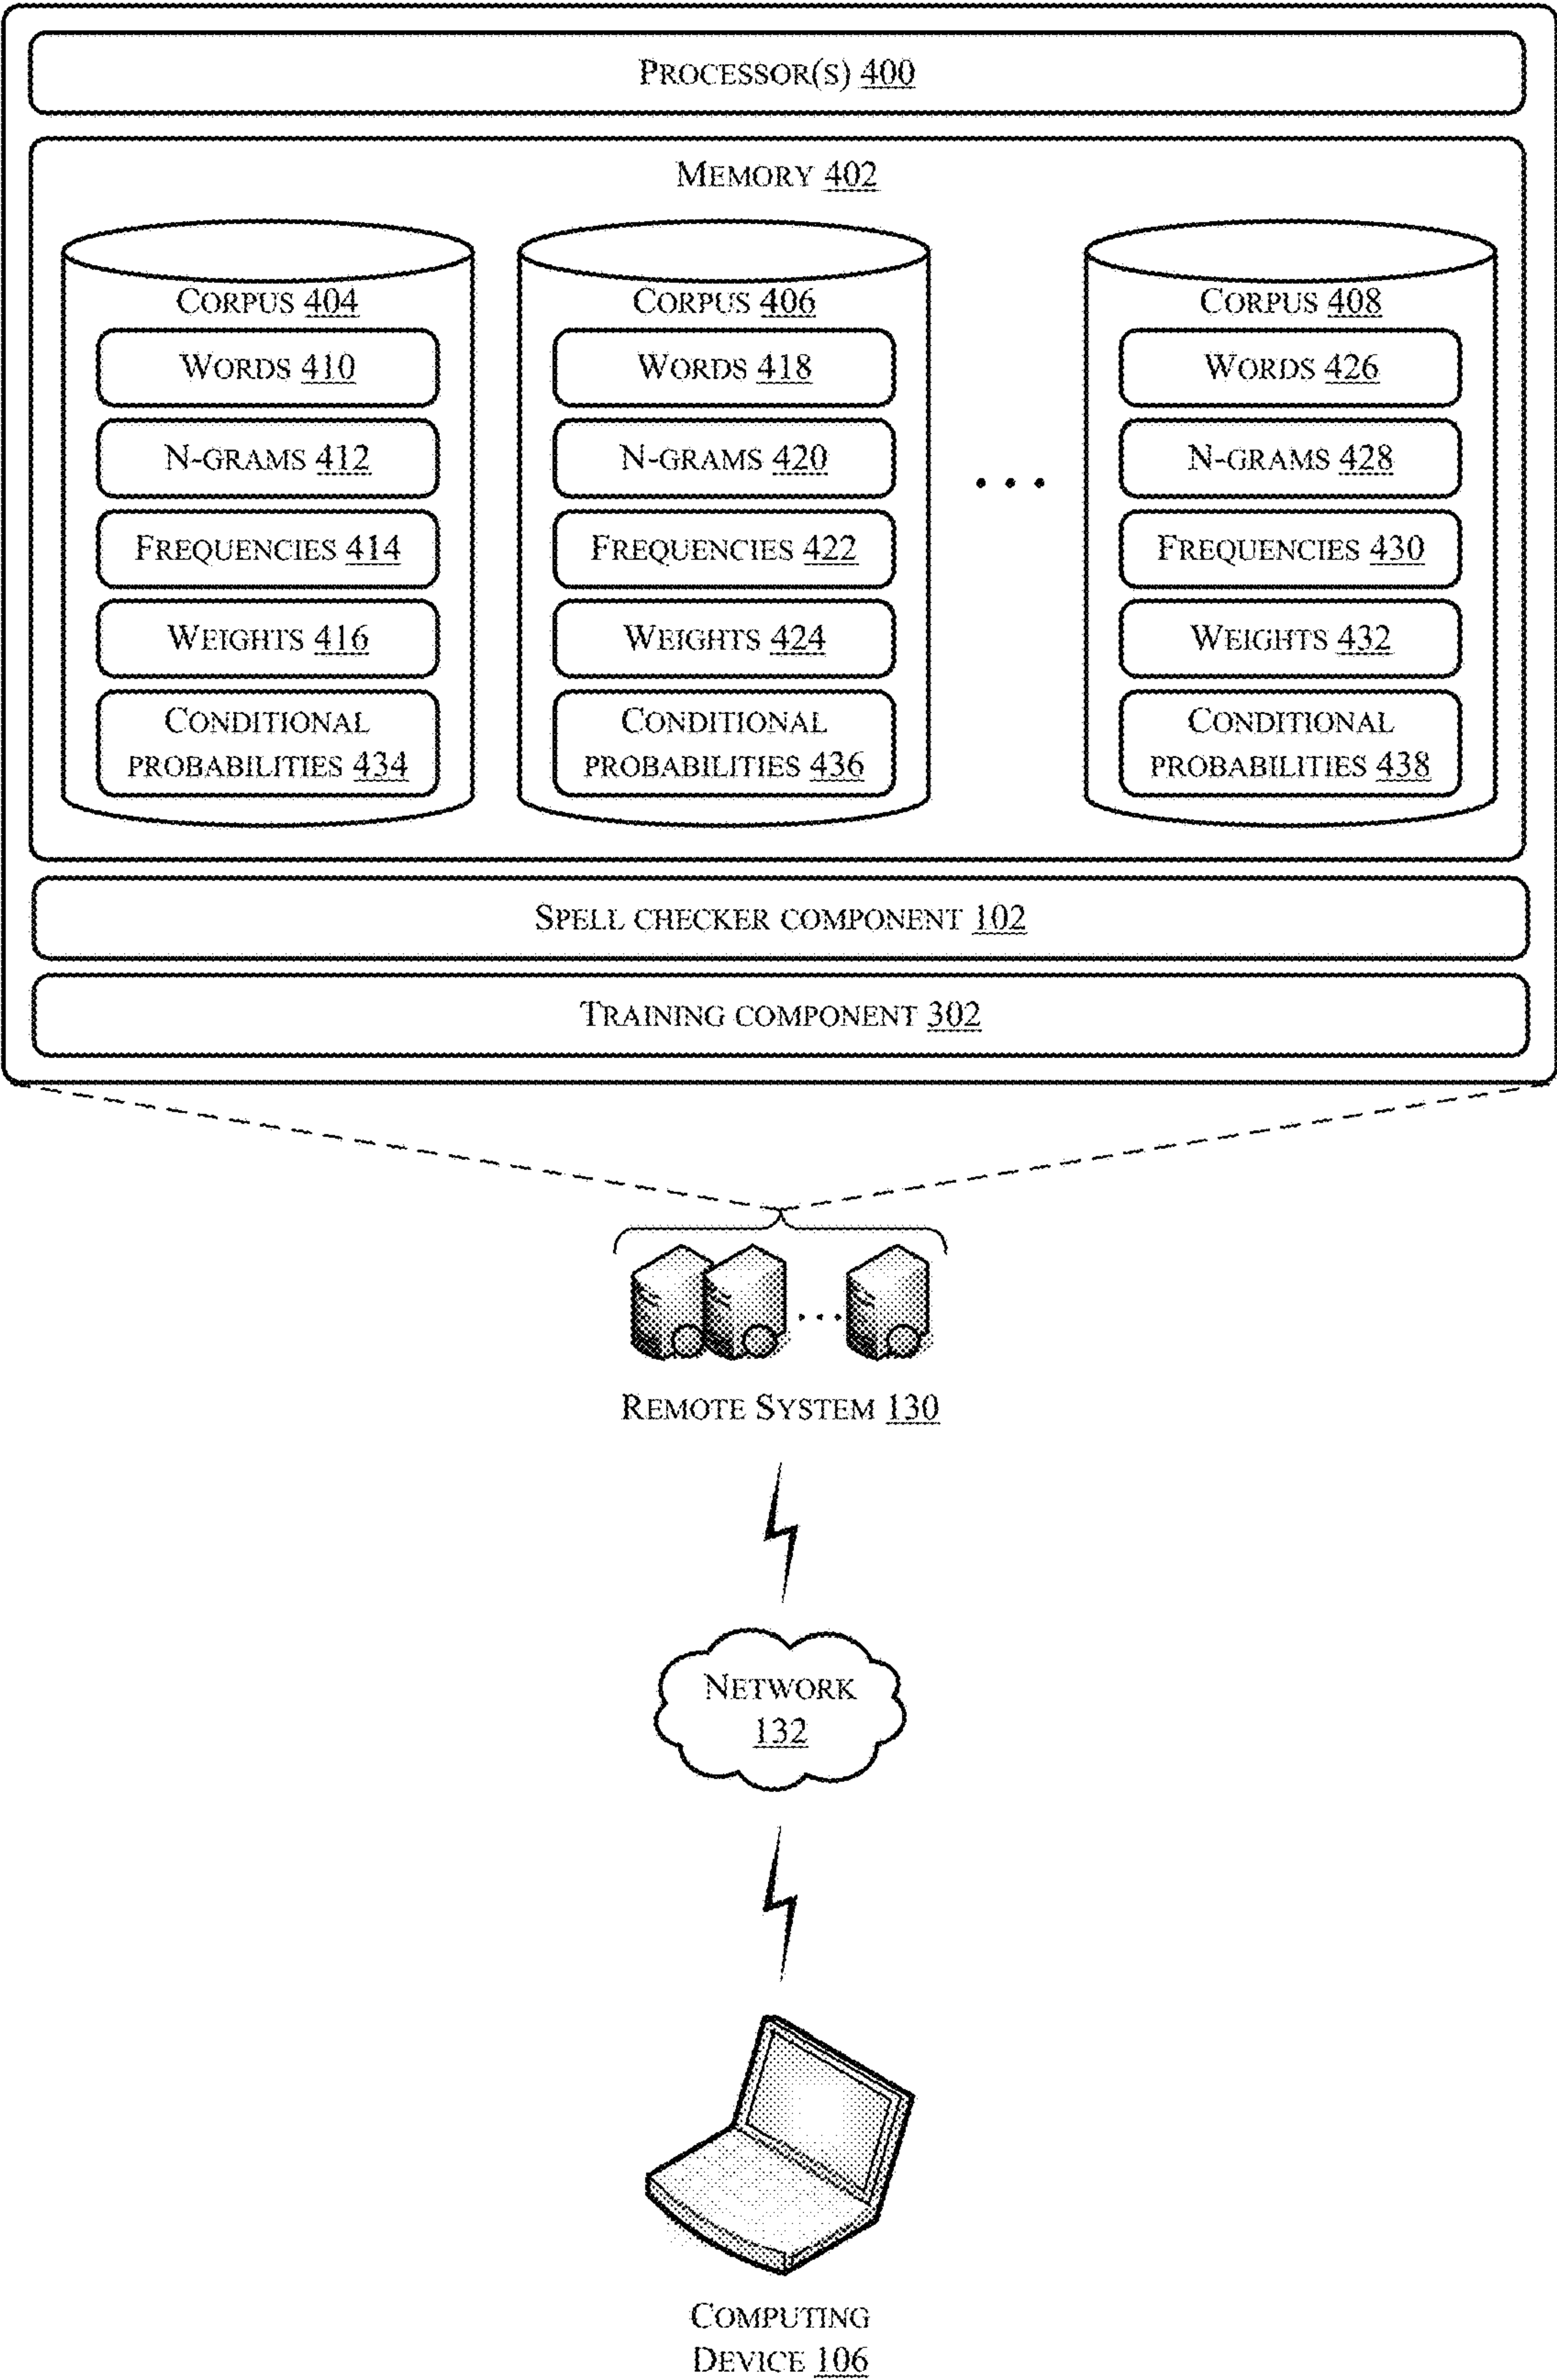 PROCESSOR(S) 400
MEMORY 402
CORPUS 404
WORDS 410
N-GRAMS 412
FREQUENCIES 414
WEIGHTS 416
CONDITIONAL
PROBABILITIES 434
CORPUS 406
WORDS 418
N-GRAMS 420
FREQUENCIES 422
WEIGHTS 424
CONDITIONAL
PROBABILITIES 436
...
CORPUS 408
WORDS 426
N-GRAMS 428
FREQUENCIES 430
WEIGHTS 432
CONDITIONAL
PROBABILITIES 438
SPELL CHECKER COMPONENT 102
TRAINING COMPONENT 302
...
REMOTE SYSTEM 130
NETWORK
132
COMPUTING
DEVICE 106